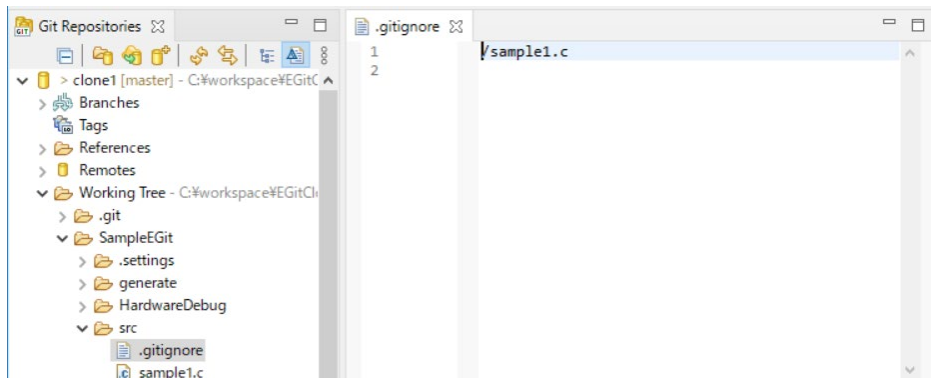 Git Repositories
> clone1 [master] - C:¥workspace¥EGitC
Branches
Tags
References
Remotes
Working Tree - C:¥workspace¥EGitCl
.git
SampleEGit
.settings
generate
HardwareDebug
src
.gitignore
sample1.c
.gitignore
1 /sample1.c
2